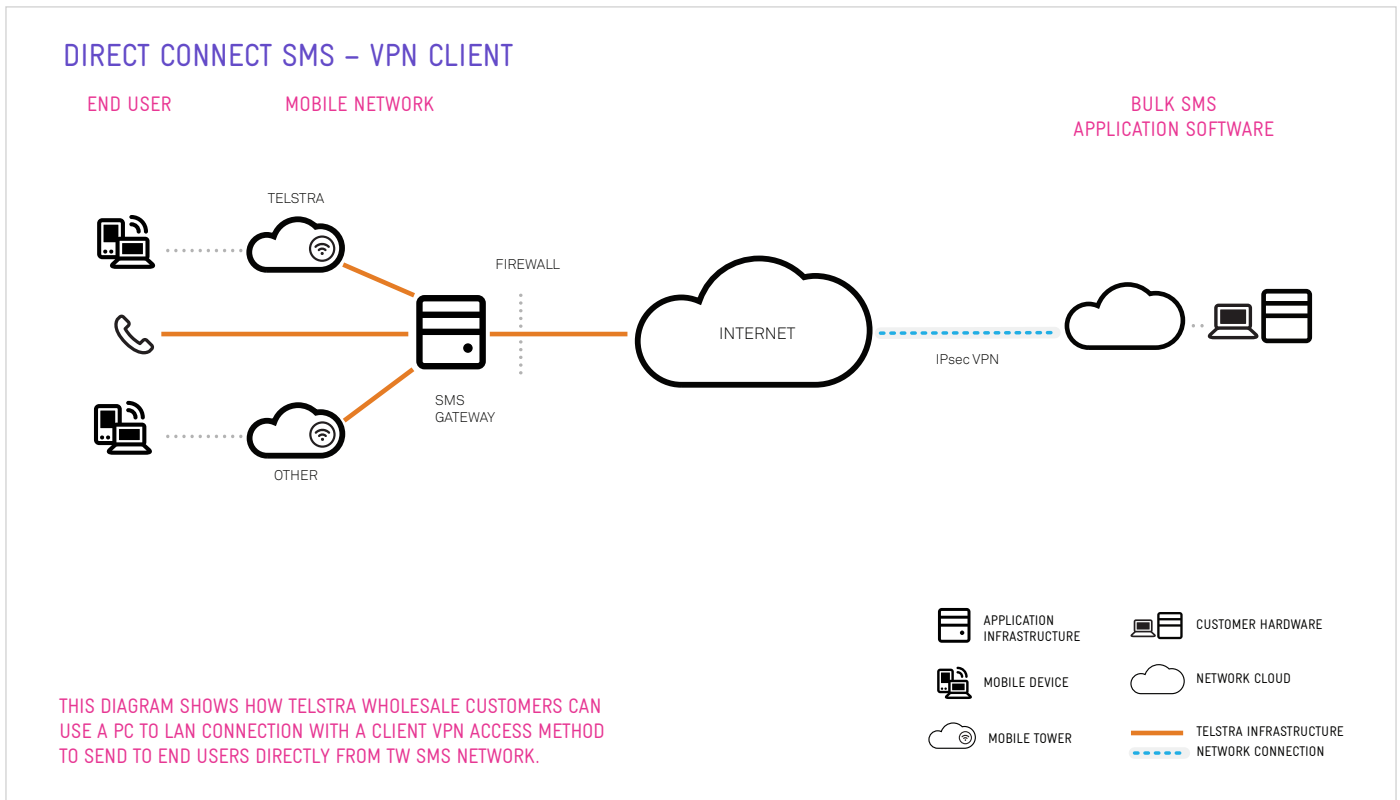 DIRECT CONNECT SMS – VPN CLIENT
END USER
MOBILE NETWORK
BULK SMS
APPLICATION SOFTWARE
TELSTRA
FIREWALL
INTERNET
IPsec VPN
SMS
GATEWAY
OTHER
APPLICATION
INFRASTRUCTURE
CUSTOMER HARDWARE
MOBILE DEVICE
NETWORK CLOUD
MOBILE TOWER
TELSTRA INFRASTRUCTURE
NETWORK CONNECTION
THIS DIAGRAM SHOWS HOW TELSTRA WHOLESALE CUSTOMERS CAN
USE A PC TO LAN CONNECTION WITH A CLIENT VPN ACCESS METHOD
TO SEND TO END USERS DIRECTLY FROM TW SMS NETWORK.